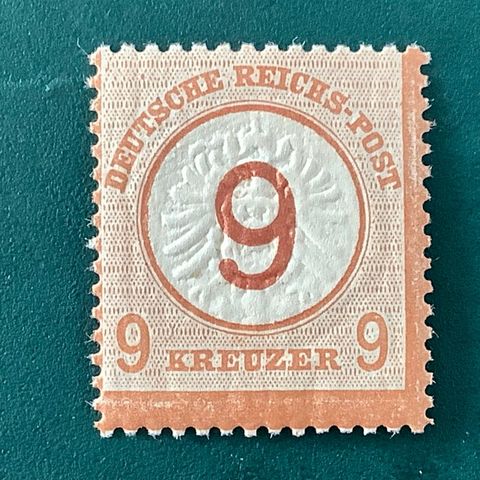 DEUTSCHE REICHS-POST
9
9 KREUZER 9